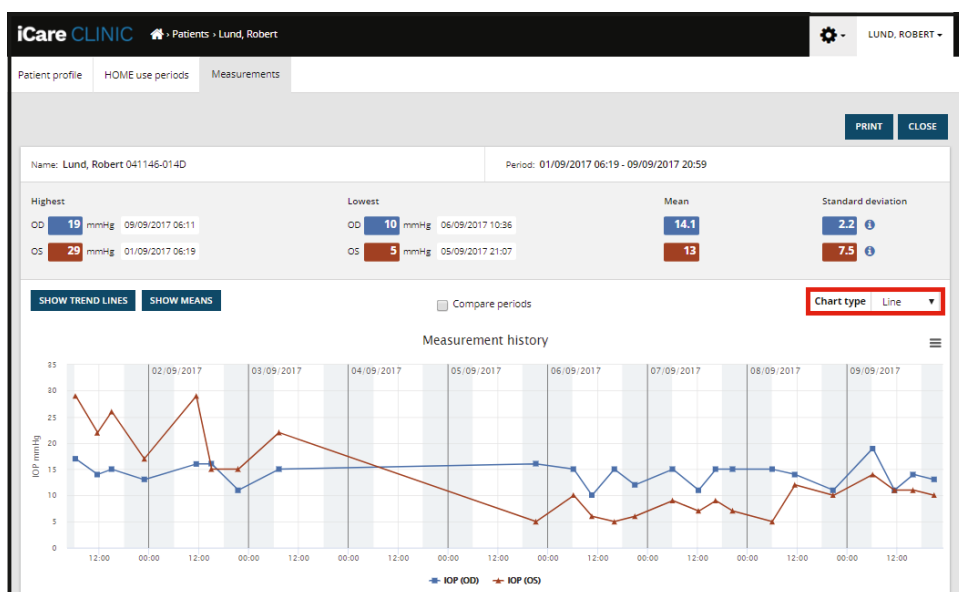 iCare CLINIC › Patients › Lund, Robert LUND, ROBERT
Patient profile HOME use periods Measurements
PRINT CLOSE
Name: Lund, Robert 041146-014D Period: 01/09/2017 06:19 - 09/09/2017 20:59
Highest Lowest Mean Standard deviation
OD 19 mmHg 09/09/2017 06:11 OD 10 mmHg 06/09/2017 10:36 14.1 2.2 i
OS 29 mmHg 01/09/2017 06:19 OS 5 mmHg 05/09/2017 21:07 13 7.5 i
SHOW TREND LINES SHOW MEANS Compare periods Chart type Line
Measurement history
35 02/09/2017 03/09/2017 04/09/2017 05/09/2017 06/09/2017 07/09/2017 08/09/2017 09/09/2017
30
25
20
15
10
5
0
IOP mmHg
12:00 00:00 12:00 00:00 12:00 00:00 12:00 00:00 12:00 00:00 12:00 00:00 12:00 00:00 12:00 00:00 12:00
IOP (OD) IOP (OS)